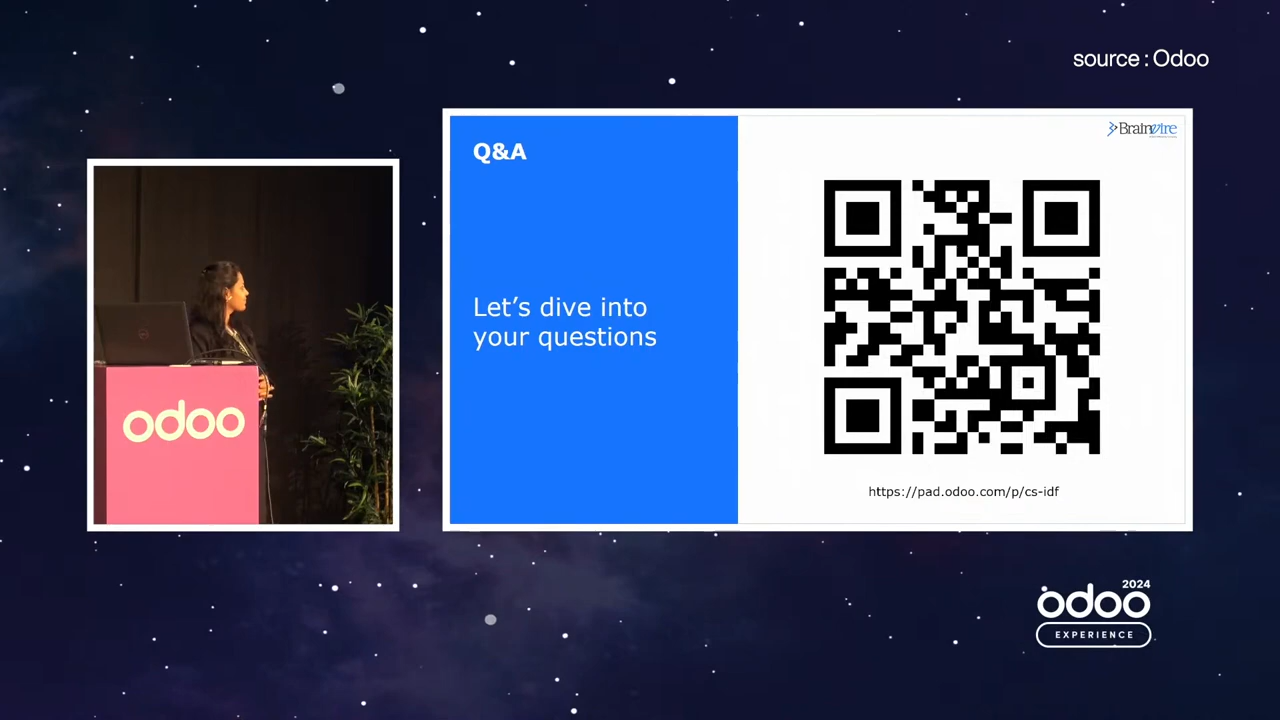 source : Odoo
Q&A
Brainvire
Let's dive into
your questions
https://pad.odoo.com/p/cs-idf
odoo
2024
odoo
EXPERIENCE